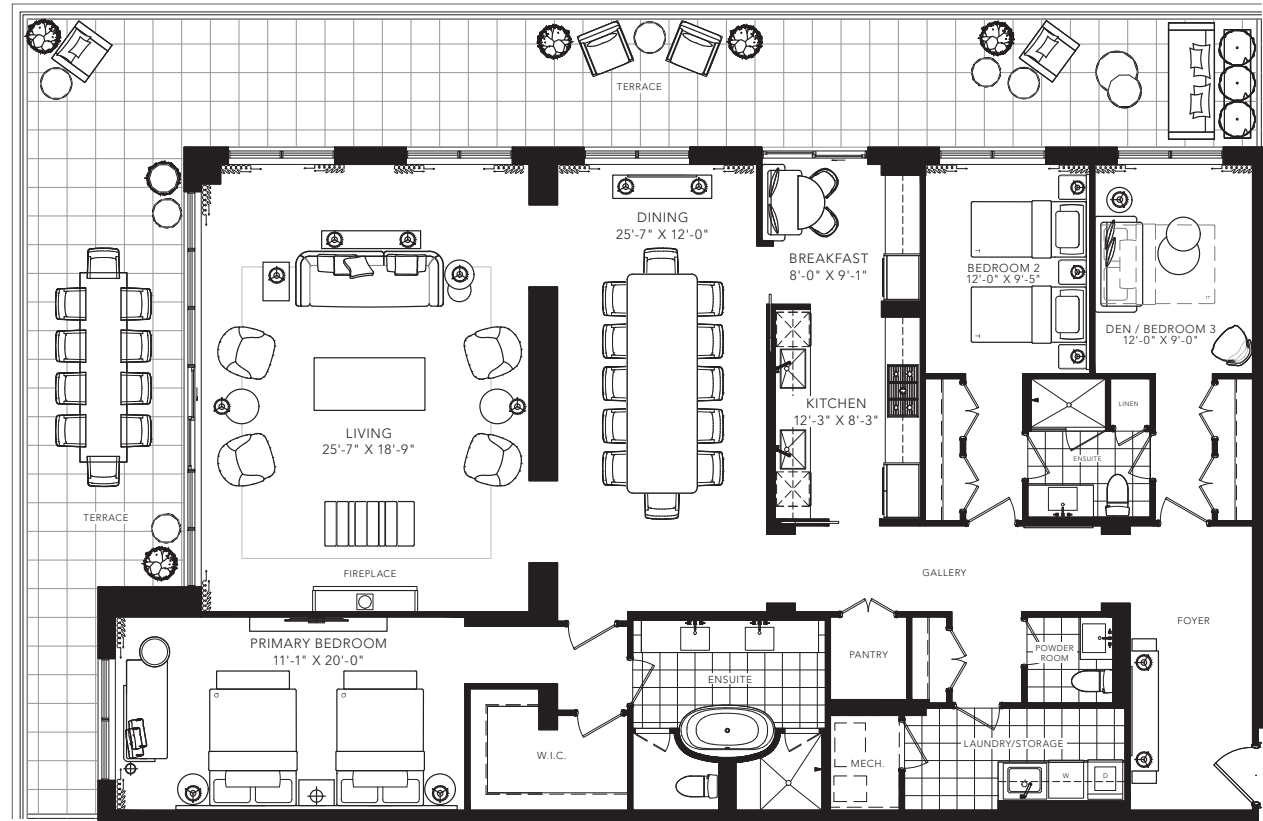 TERRACE
DINING
25'-7" X 12'-0"
BREAKFAST
8'-0" X 9'-1"
BEDROOM 2
12'-0" X 9'-5"
DEN / BEDROOM 3
12'-0" X 9'-0"
KITCHEN
12'-3" X 8'-3"
LINEN
LIVING
25'-7" X 18'-9"
ENSUITE
TERRACE
FIREPLACE
GALLERY
FOYER
PRIMARY BEDROOM
11'-1" X 20'-0"
PANTRY
POWDER
ROOM
ENSUITE
W.I.C.
MECH.
LAUNDRY/STORAGE
W
D